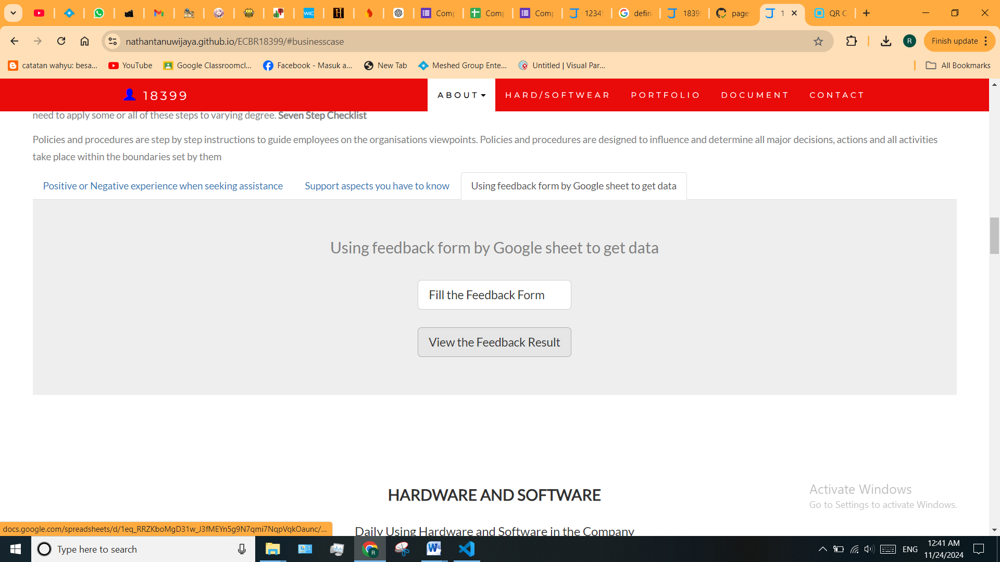 Comp
Comp
Comp
1234
defin
1839
page
1
QR C
nathantanuwijaya.github.io/ECBR18399/#businesscase
R
Finish update
catatan wahyu: besa...
YouTube
Google Classroomcl...
Facebook - Masuk a...
New Tab
Meshed Group Ente...
Untitled | Visual Par...
All Bookmarks
18399
ABOUT
HARD/SOFTWEAR
PORTFOLIO
DOCUMENT
CONTACT
need to apply some or all of these steps to varying degree. Seven Step Checklist
Policies and procedures are step by step instructions to guide employees on the organisations viewpoints. Policies and procedures are designed to influence and determine all major decisions, actions and all activities
take place within the boundaries set by them
Positive or Negative experience when seeking assistance
Support aspects you have to know
Using feedback form by Google sheet to get data
Using feedback form by Google sheet to get data
Fill the Feedback Form
View the Feedback Result
HARDWARE AND SOFTWARE
Daily Using Hardware and Software in the Company
Activate Windows
Go to Settings to activate Windows.
docs.google.com/spreadsheets/d/1eq_RRZKboMgD31w_J3fMEYn5g9N7qmi7NqpVqkOaunc/...
Type here to search
ENG
12:41 AM
11/24/2024